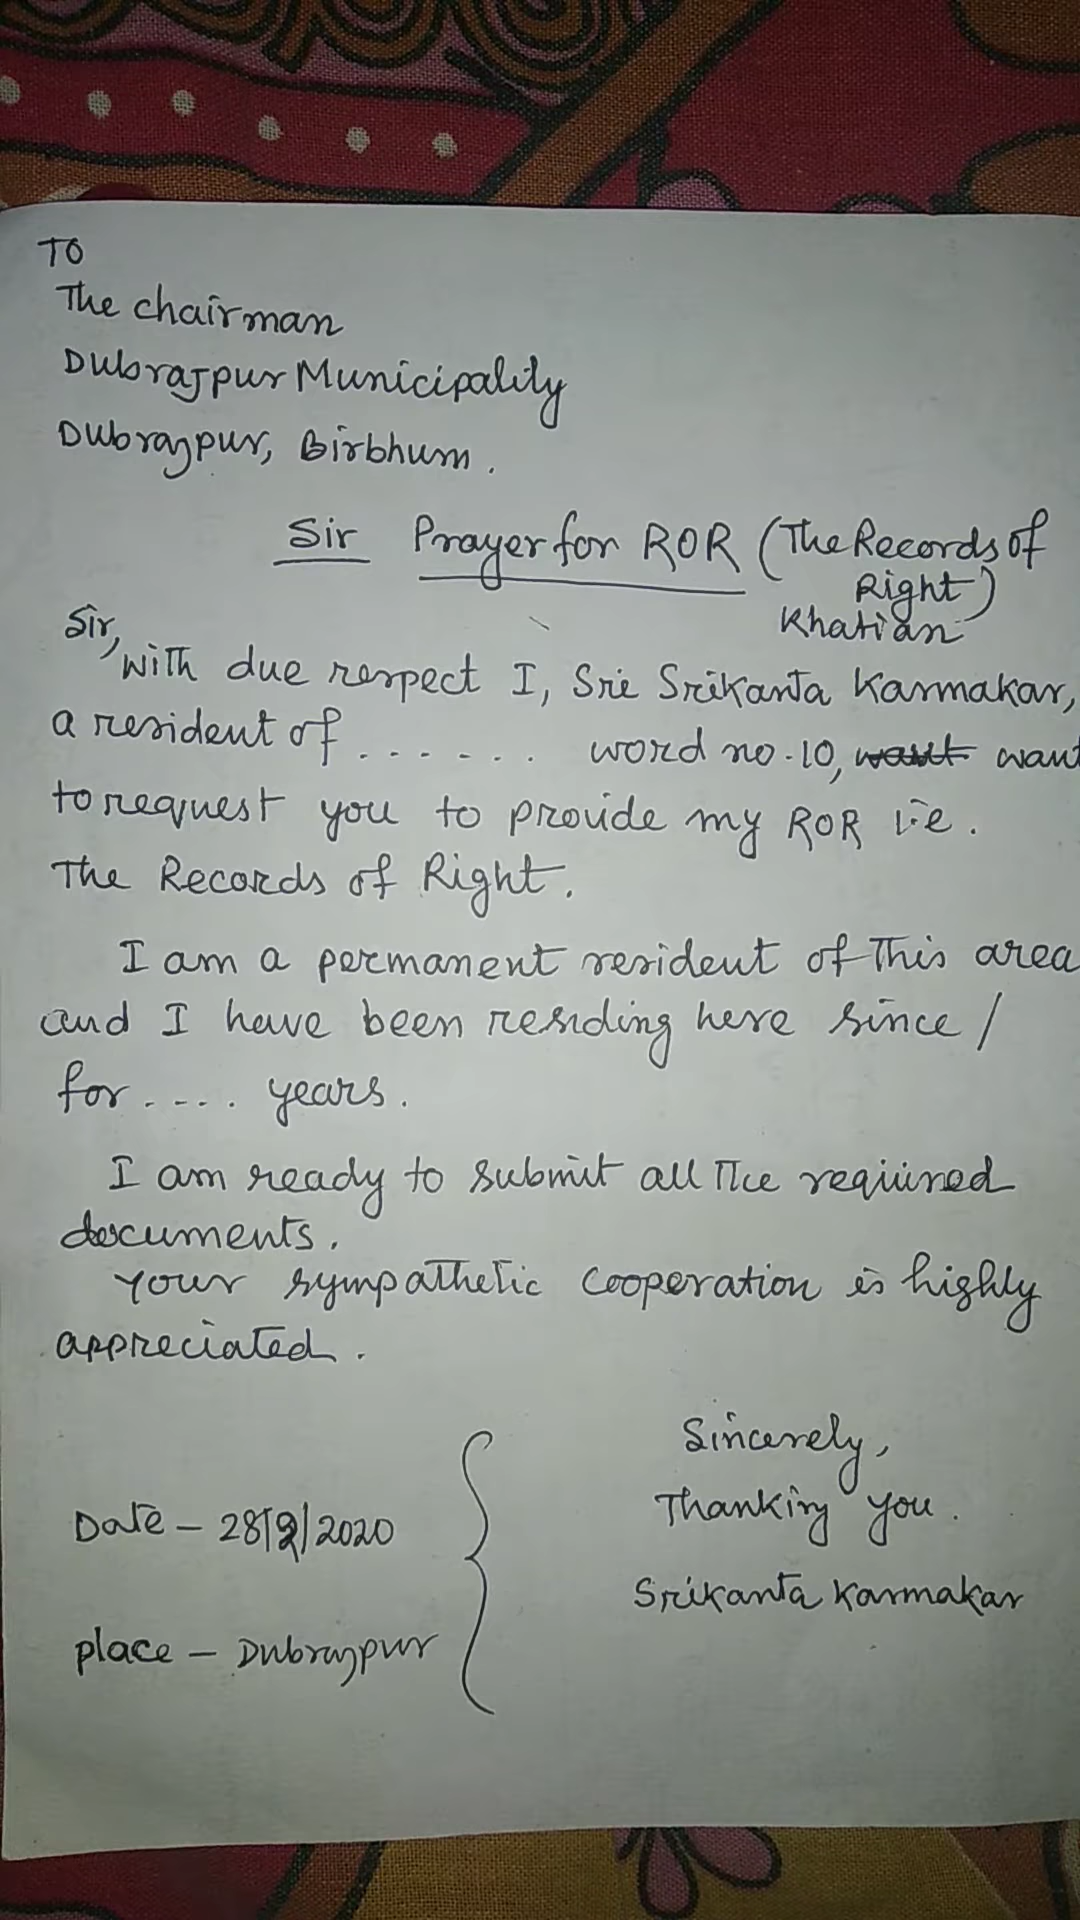 TO
The chairman
Dubrajpur Municipality
Dubrajpur, Birbhum.
Sir Prayer for ROR (The Records of
Right)
Khatian
Sir,
With due respect I, Sri Srikanta Karmakar,
a resident of ...... word no.10, want want
to request you to provide my ROR i.e.
The Records of Right.
I am a permanent resident of This area
and I have been residing here since /
for .... years.
I am ready to submit all The required
documents.
Your sympathetic cooperation is highly
appreciated.
Sincerely,
Thanking you.
Srikanta Karmakar
Date - 28/2/2020
place - Dubrajpur